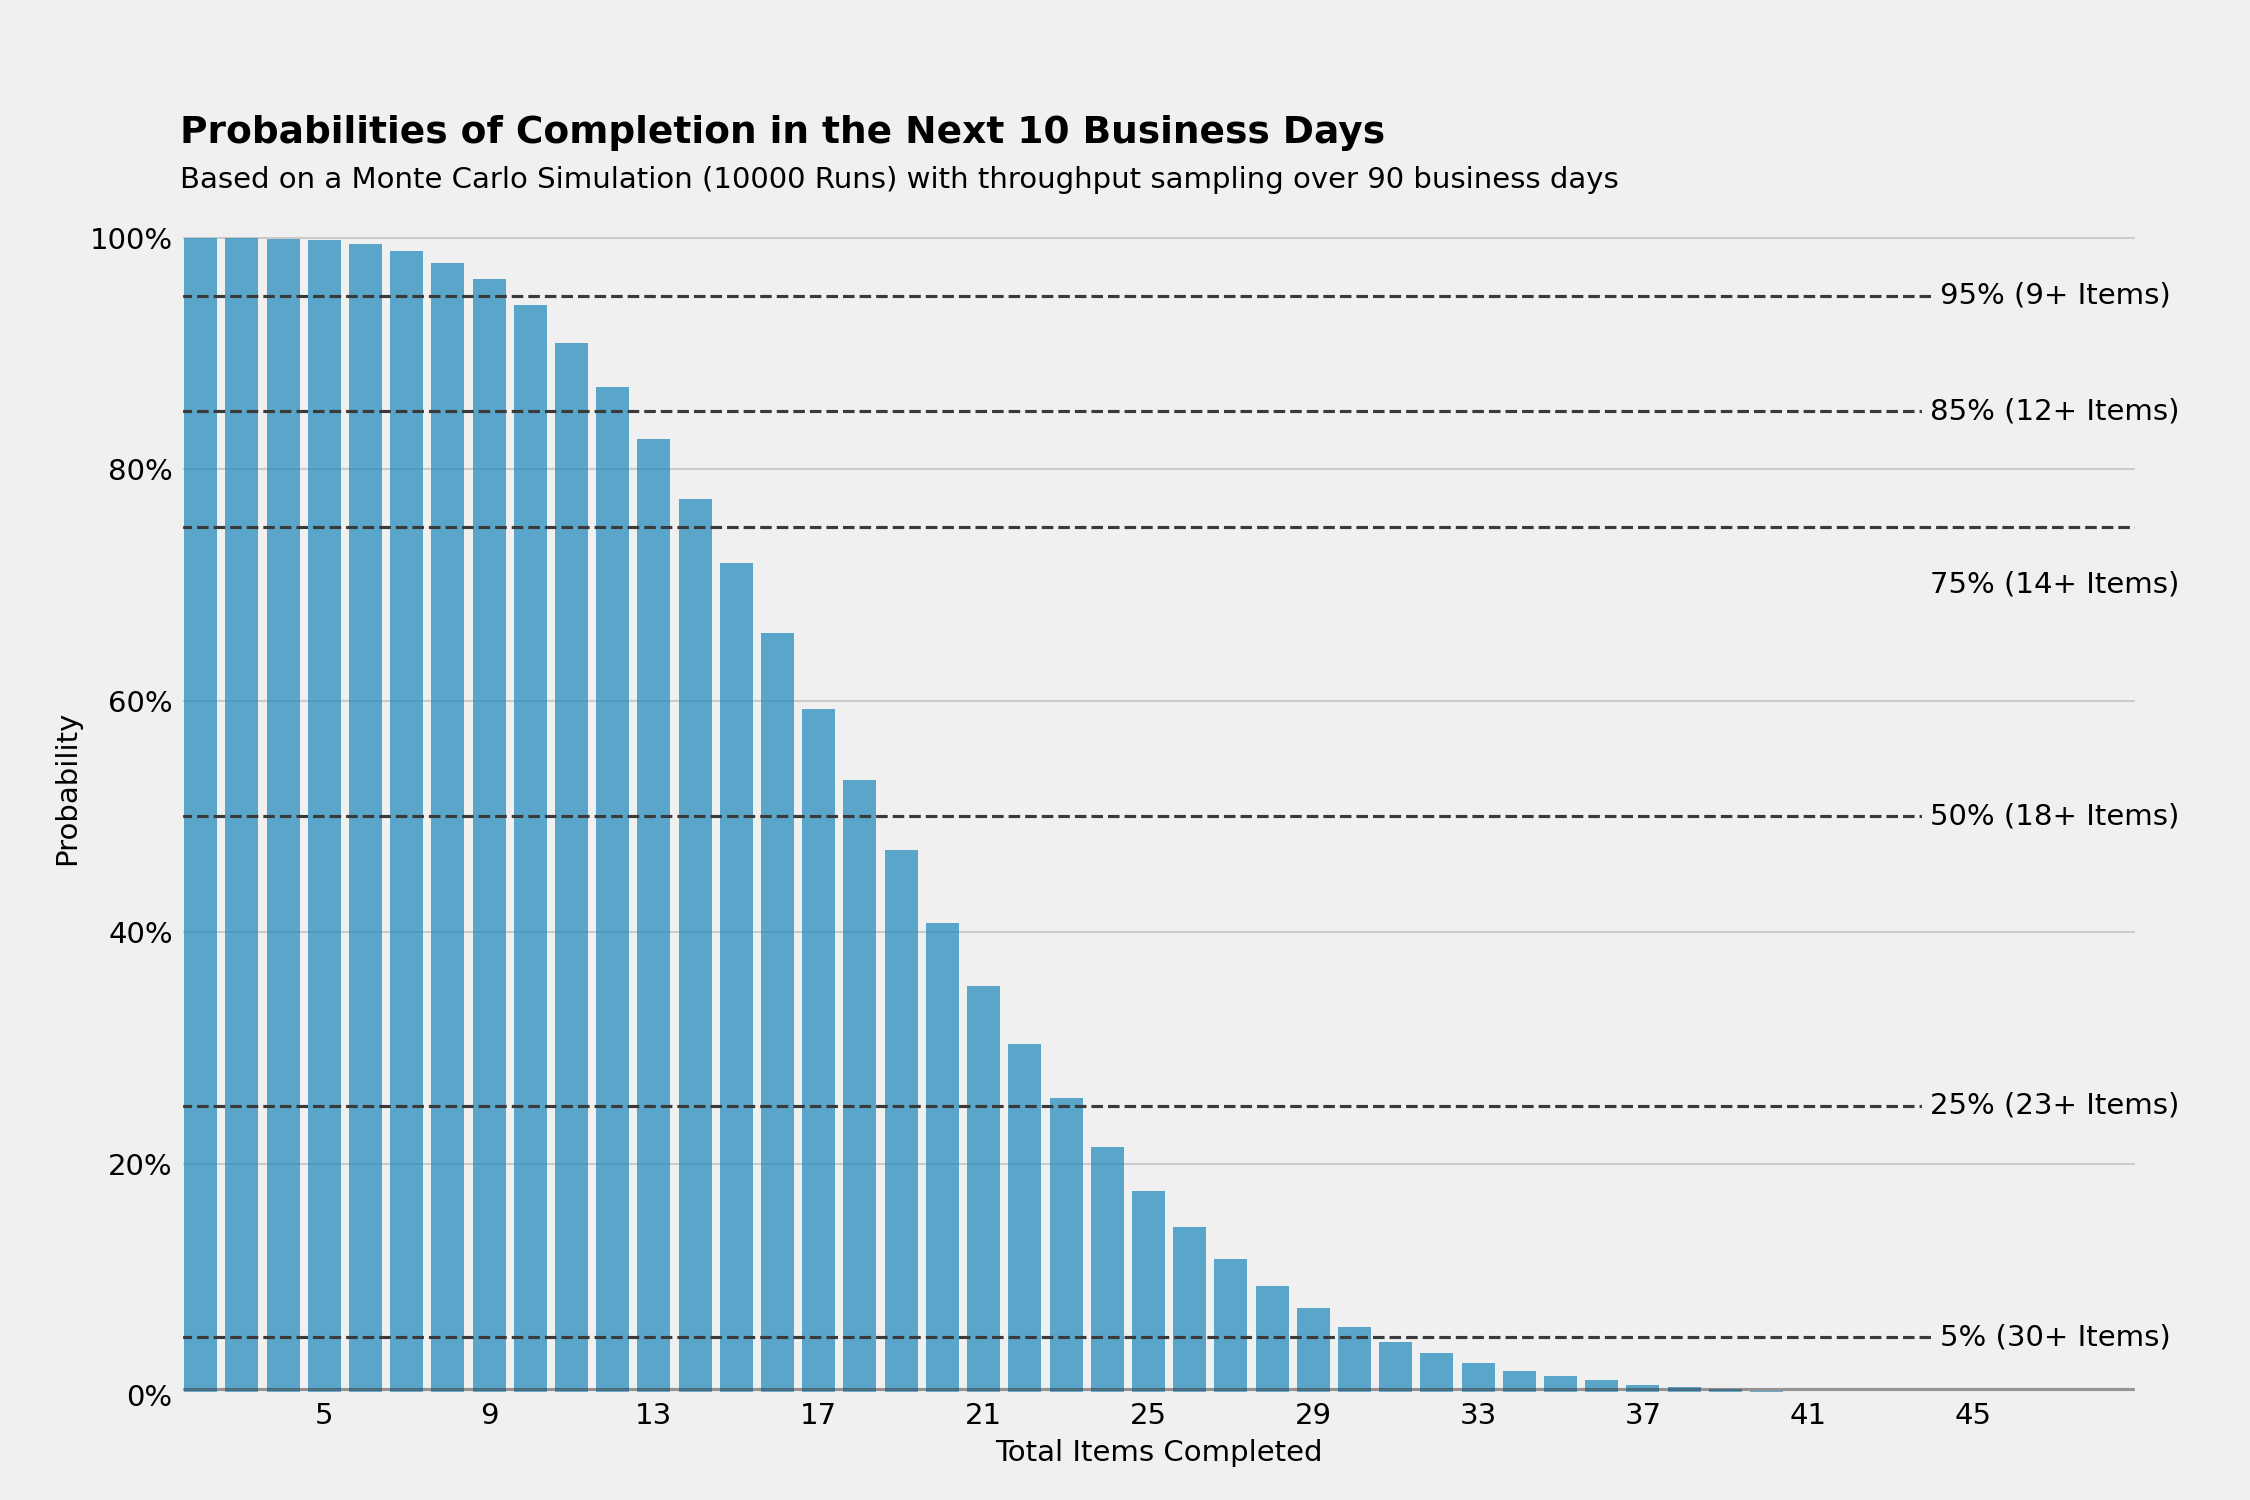 Probabilities of Completion in the Next 10 Business Days
Based on a Monte Carlo Simulation (10000 Runs) with throughput sampling over 90 business days
100%
95% (9+ Items)
85% (12+ Items)
80%
75% (14+ Items)
60%
Probability
50% (18+ Items)
40%
25% (23+ Items)
20%
5% (30+ Items)
0%
5 9 13 17 21 25 29 33 37 41 45
Total Items Completed